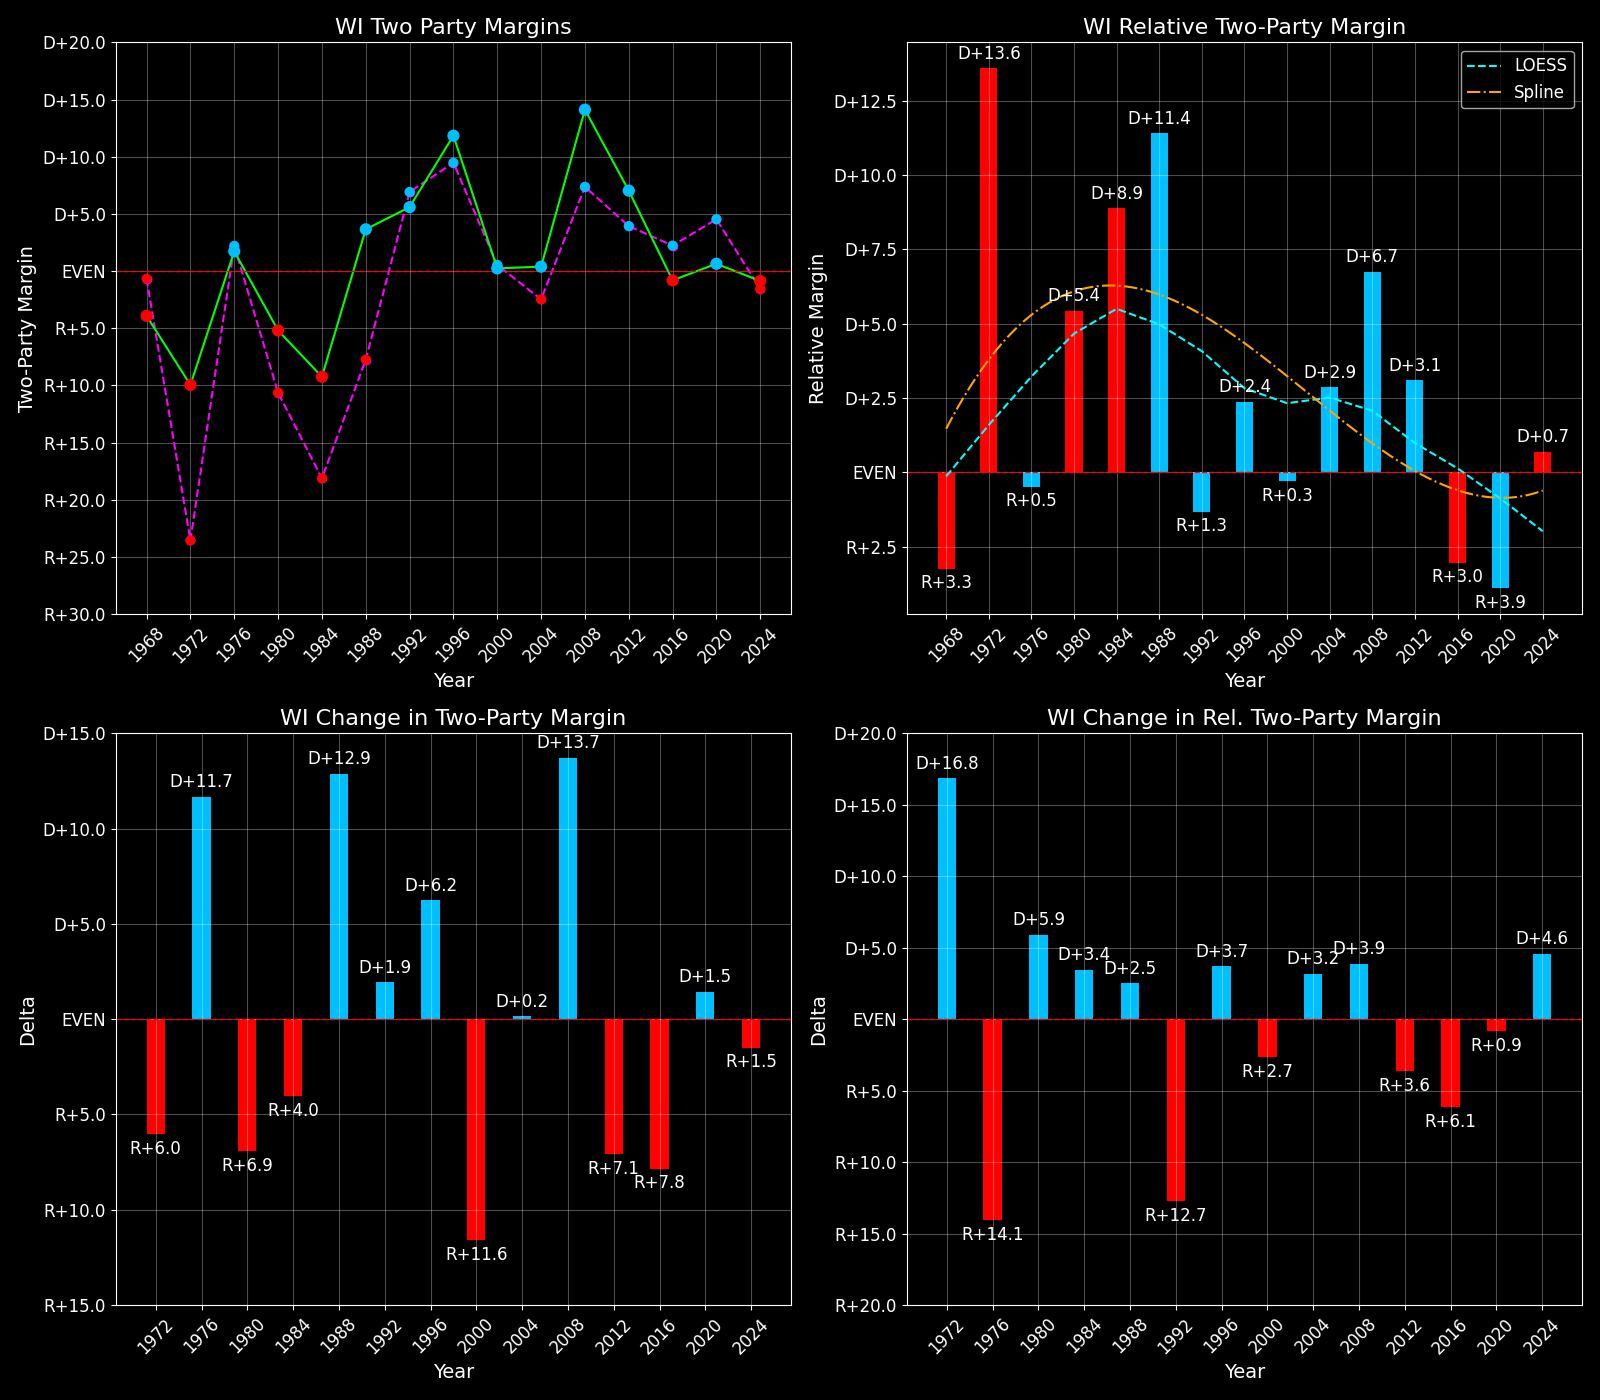 WI Two Party Margins
D+20.0
D+15.0
D+10.0
D+5.0
EVEN
R+5.0
R+10.0
R+15.0
R+20.0
R+25.0
R+30.0
Two-Party Margin
1968 1972 1976 1980 1984 1988 1992 1996 2000 2004 2008 2012 2016 2020 2024
Year
WI Relative Two-Party Margin
LOESS
Spline
D+12.5
D+10.0
D+7.5
D+5.0
D+2.5
EVEN
R+2.5
Relative Margin
R+3.3
D+13.6
R+0.5
D+5.4
D+8.9
D+11.4
R+1.3
D+2.4
R+0.3
D+2.9
D+6.7
D+3.1
R+3.0
R+3.9
D+0.7
1968 1972 1976 1980 1984 1988 1992 1996 2000 2004 2008 2012 2016 2020 2024
Year
WI Change in Two-Party Margin
D+15.0
D+10.0
D+5.0
EVEN
R+5.0
R+10.0
R+15.0
Delta
R+6.0
D+11.7
R+6.9
R+4.0
D+12.9
D+1.9
D+6.2
R+11.6
D+0.2
D+13.7
R+7.1
R+7.8
D+1.5
R+1.5
1972 1976 1980 1984 1988 1992 1996 2000 2004 2008 2012 2016 2020 2024
Year
WI Change in Rel. Two-Party Margin
D+20.0
D+15.0
D+10.0
D+5.0
EVEN
R+5.0
R+10.0
R+15.0
R+20.0
Delta
D+16.8
R+14.1
D+5.9
D+3.4
D+2.5
R+12.7
D+3.7
R+2.7
D+3.2
D+3.9
R+3.6
R+6.1
R+0.9
D+4.6
1972 1976 1980 1984 1988 1992 1996 2000 2004 2008 2012 2016 2020 2024
Year